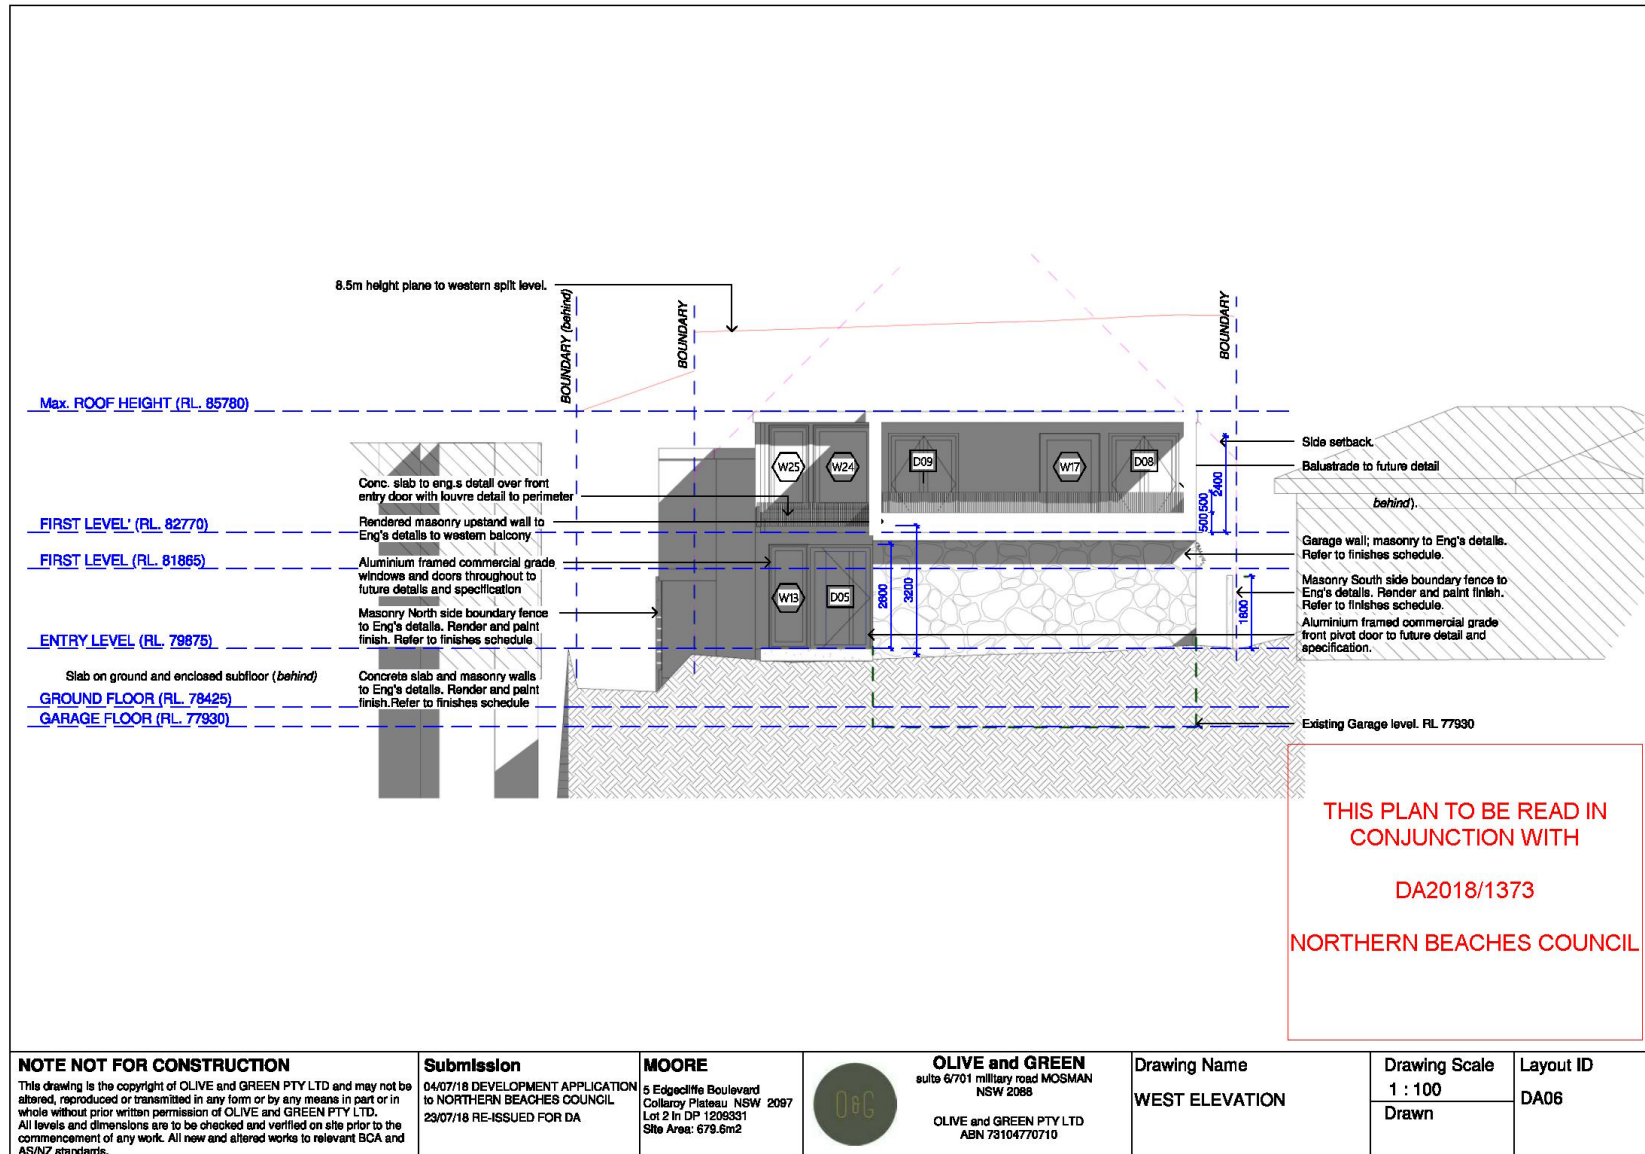 8.5m height plane to western split level.
BOUNDARY (behind)
BOUNDARY
BOUNDARY
Max. ROOF HEIGHT (RL. 85780)
Side setback.
Balustrade to future detail
W25
W24
D09
W17
D08
Conc. slab to eng.s detail over front
entry door with louvre detail to perimeter
2400
500
500
behind).
FIRST LEVEL' (RL. 82770)
Rendered masonry upstand wall to
Eng's details to western balcony
Garage wall; masonry to Eng's details.
Refer to finishes schedule.
FIRST LEVEL (RL. 81865)
Aluminium framed commercial grade
windows and doors throughout to
future details and specification
Masonry South side boundary fence to
Eng's details. Render and paint finish.
Refer to finishes schedule.
W13
D05
2600
3200
1800
Masonry North side boundary fence
to Eng's details. Render and paint
finish. Refer to finishes schedule
Aluminium framed commercial grade
front pivot door to future detail and
specification.
ENTRY LEVEL (RL. 79875)
Slab on ground and enclosed subfloor (behind)
Concrete slab and masonry walls
to Eng's details. Render and paint
finish.Refer to finishes schedule
GROUND FLOOR (RL. 78425)
GARAGE FLOOR (RL. 77930)
Existing Garage level. RL 77930
THIS PLAN TO BE READ IN
CONJUNCTION WITH
DA2018/1373
NORTHERN BEACHES COUNCIL
NOTE NOT FOR CONSTRUCTION
This drawing is the copyright of OLIVE and GREEN PTY LTD and may not be
altered, reproduced or transmitted in any form or by any means in part or in
whole without prior written permission of OLIVE and GREEN PTY LTD.
All levels and dimensions are to be checked and verified on site prior to the
commencement of any work. All new and altered works to relevant BCA and
AS/NZ standards.
Submission
04/07/18 DEVELOPMENT APPLICATION
to NORTHERN BEACHES COUNCIL
23/07/18 RE-ISSUED FOR DA
MOORE
5 Edgecliffe Boulevard
Collaroy Plateau NSW 2097
Lot 2 in DP 1209331
Site Area: 679.6m2
O&G
OLIVE and GREEN
suite 6/701 military road MOSMAN
NSW 2088
OLIVE and GREEN PTY LTD
ABN 73104770710
Drawing Name
WEST ELEVATION
Drawing Scale
1 : 100
Drawn
Layout ID
DA06